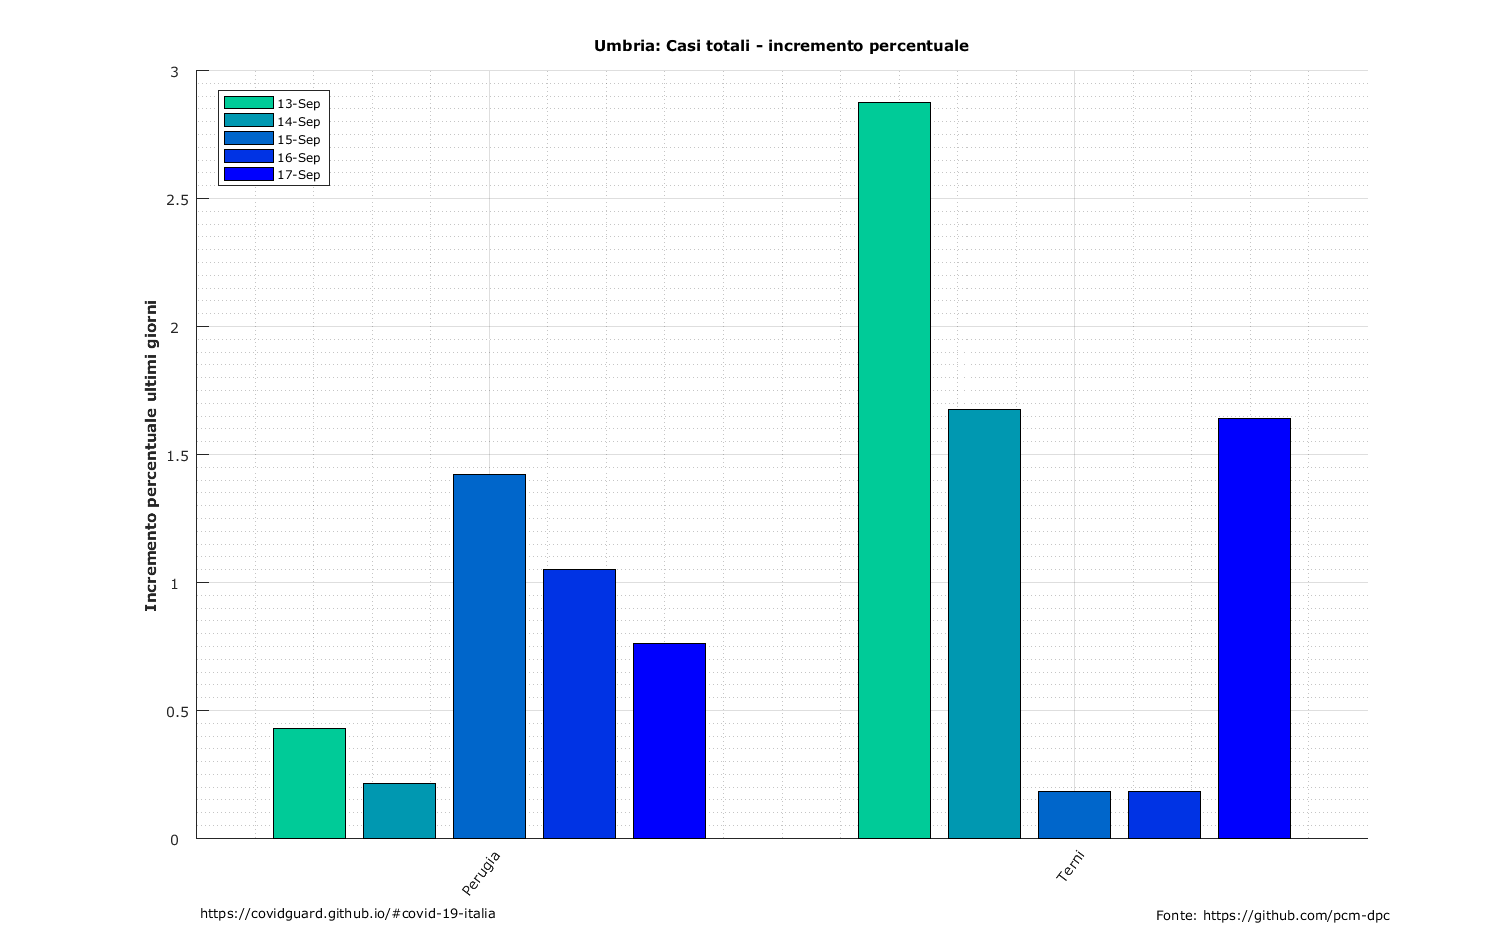 Umbria: Casi totali - incremento percentuale
3
2.5
2
1.5
1
0.5
0
Incremento percentuale ultimi giorni
13-Sep
14-Sep
15-Sep
16-Sep
17-Sep
Perugia
Terni
https://covidguard.github.io/#covid-19-italia
Fonte: https://github.com/pcm-dpc